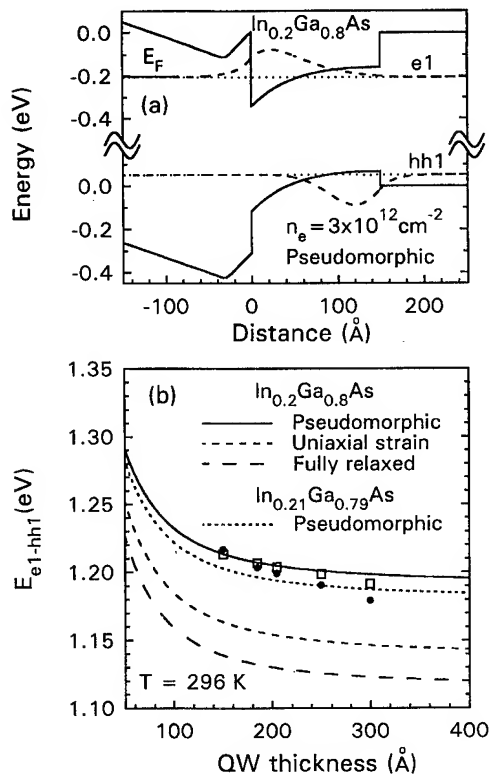 In0.2Ga0.8As
0.0
-0.2
-0.4
EF
e1
(a)
Energy (eV)
hh1
0.0
-0.2
-0.4
ne = 3x10^12 cm^-2
Pseudomorphic
-100 0 100 200
Distance (Å)
1.35
1.30
1.25
1.20
1.15
1.10
Ee1-hh1 (eV)
(b)
In0.2Ga0.8As
Pseudomorphic
Uniaxial strain
Fully relaxed
In0.21Ga0.79As
Pseudomorphic
T = 296 K
100 200 300 400
QW thickness (Å)